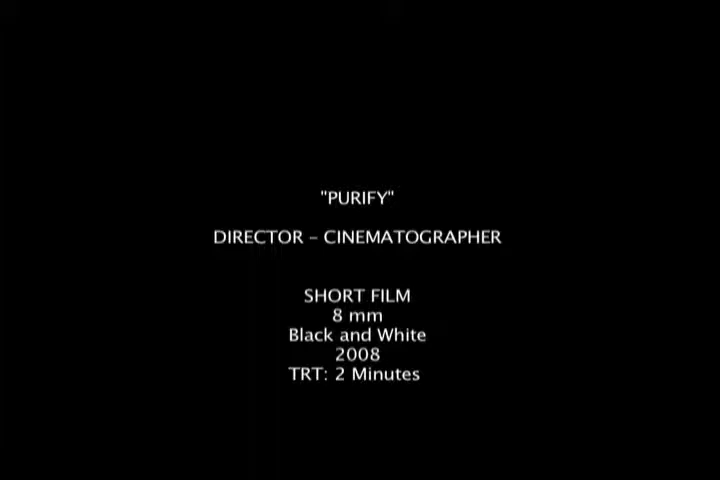 "PURIFY"
DIRECTOR – CINEMATOGRAPHER
SHORT FILM
8 mm
Black and White
2008
TRT: 2 Minutes